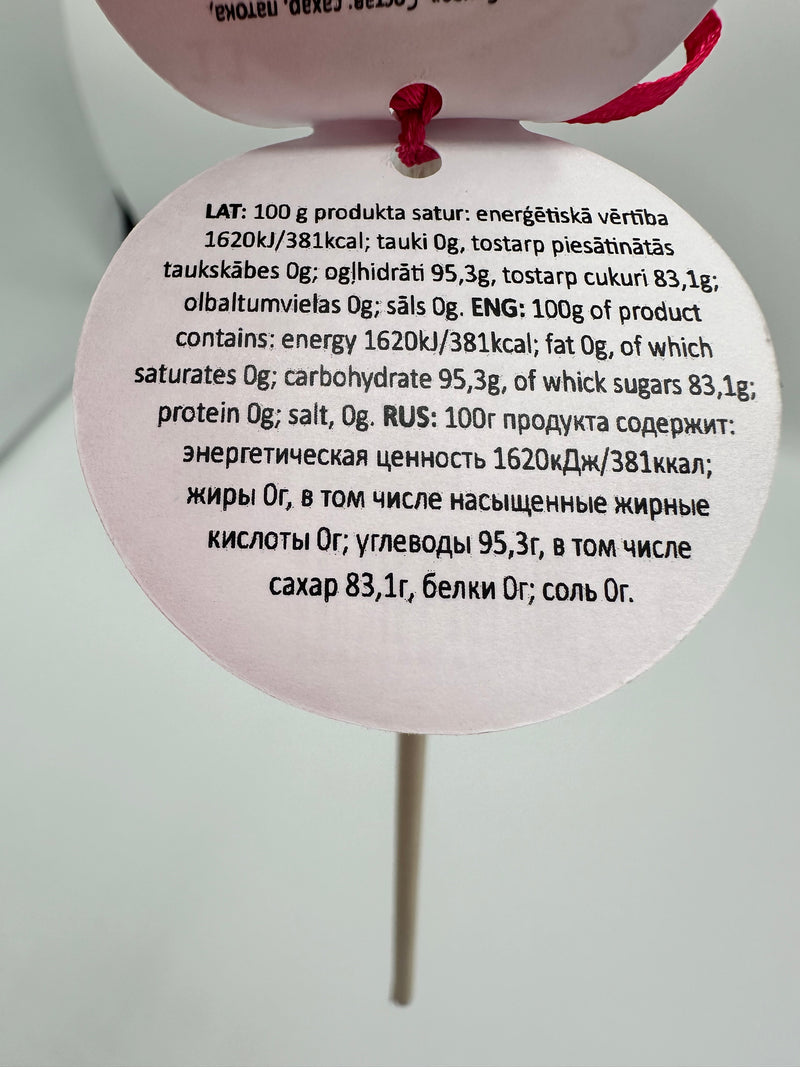 Состав: сахар, патока,
LAT: 100 g produkta satur: enerģētiskā vērtība
1620kJ/381kcal; tauki 0g, tostarp piesātinātās
taukskābes 0g; ogļhidrāti 95,3g, tostarp cukuri 83,1g;
olbaltumvielas 0g; sāls 0g. ENG: 100g of product
contains: energy 1620kJ/381kcal; fat 0g, of which
saturates 0g; carbohydrate 95,3g, of whick sugars 83,1g;
protein 0g; salt, 0g. RUS: 100г продукта содержит:
энергетическая ценность 1620кДж/381ккал;
жиры 0г, в том числе насыщенные жирные
кислоты 0г; углеводы 95,3г, в том числе
сахар 83,1г, белки 0г; соль 0г.